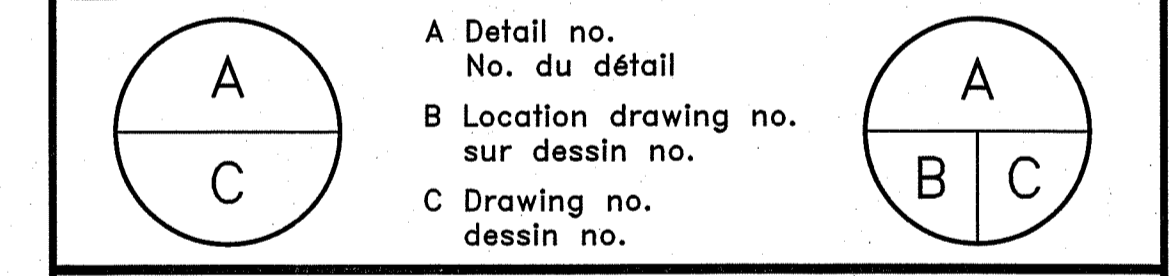 A
C
A Detail no.
No. du détail
B Location drawing no.
sur dessin no.
C Drawing no.
dessin no.
A
B C